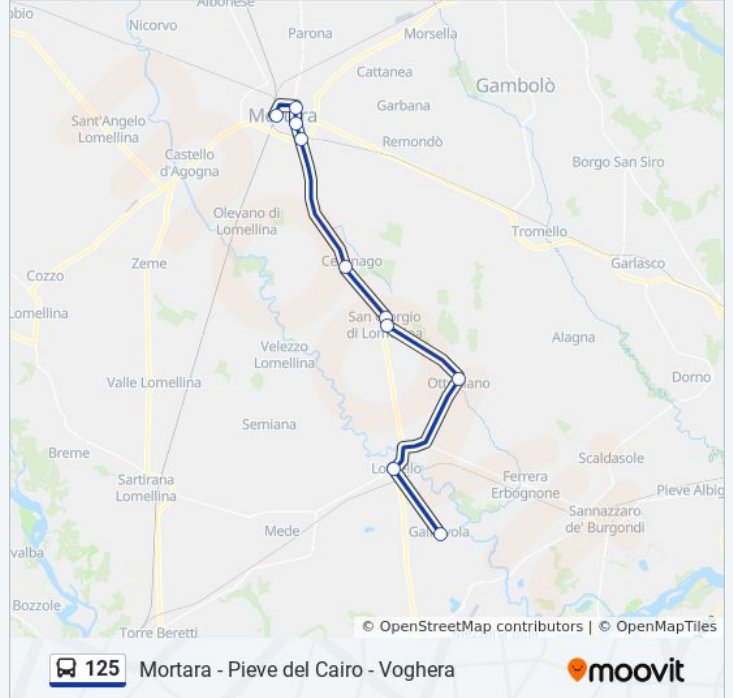 Albonese
bbio
Nicorvo
Parona
Morsella
Cattanea
Gambolò
Garbana
Sant'Angelo
Lomellina
Remondò
Castello
d'Agogna
Borgo San Siro
Olevano di
Lomellina
Tromello
Zeme
Garlasco
Cozzo
Lomellina
San Giorgio
di Lomellina
Alagna
Velezzo
Lomellina
Dorno
Valle Lomellina
Semiana
Breme
Scaldasole
Sartirana
Lomellina
Ferrera
Erbognone
Pieve Albig
Sannazzaro
de' Burgondi
Mede
valba
Bozzole
Torre Beretti
© OpenStreetMap contributors | © OpenMapTiles
125 Mortara - Pieve del Cairo - Voghera
moovit